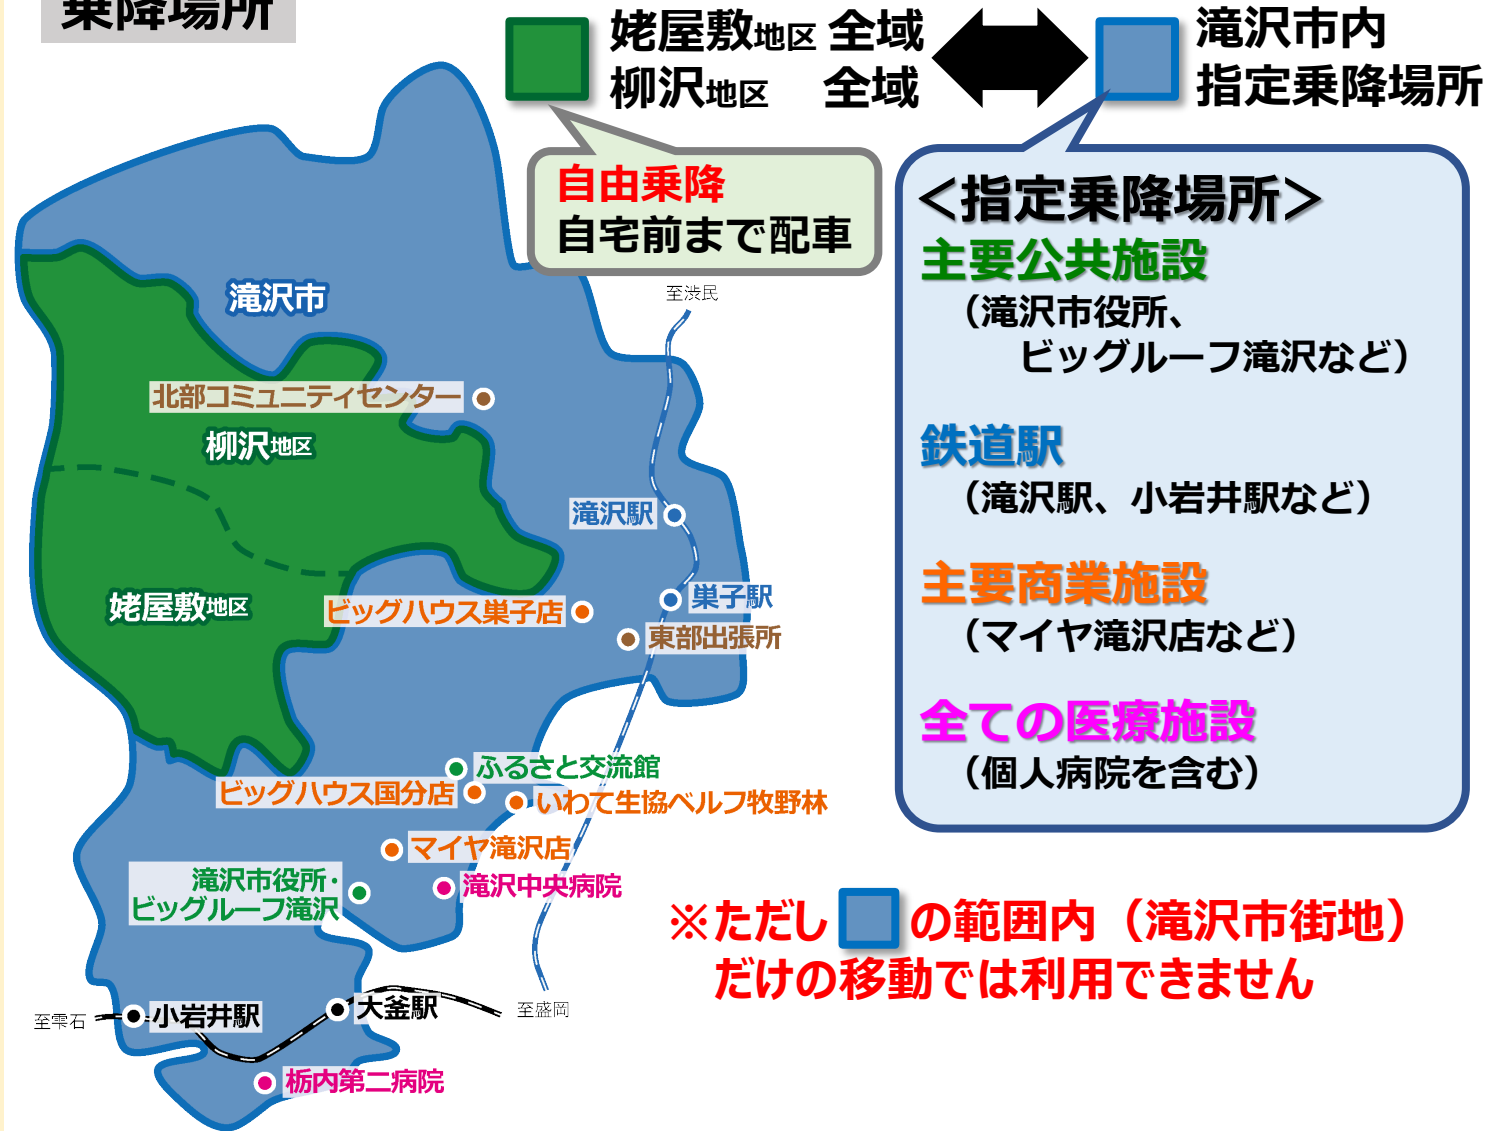 乗降場所
姥屋敷地区 全域
柳沢地区 全域
滝沢市内
指定乗降場所
自由乗降
自宅前まで配車
＜指定乗降場所＞
主要公共施設
（滝沢市役所、
ビッグルーフ滝沢など）
鉄道駅
（滝沢駅、小岩井駅など）
主要商業施設
（マイヤ滝沢店など）
全ての医療施設
（個人病院を含む）
至渋民
滝沢市
北部コミュニティセンター
柳沢地区
滝沢駅
姥屋敷地区
ビッグハウス巣子店
巣子駅
東部出張所
ふるさと交流館
ビッグハウス国分店
いわて生協ベルフ牧野林
マイヤ滝沢店
滝沢市役所・
ビッグルーフ滝沢
滝沢中央病院
※ただし の範囲内（滝沢市街地）
だけの移動では利用できません
至雫石
小岩井駅
大釜駅
至盛岡
栃内第二病院